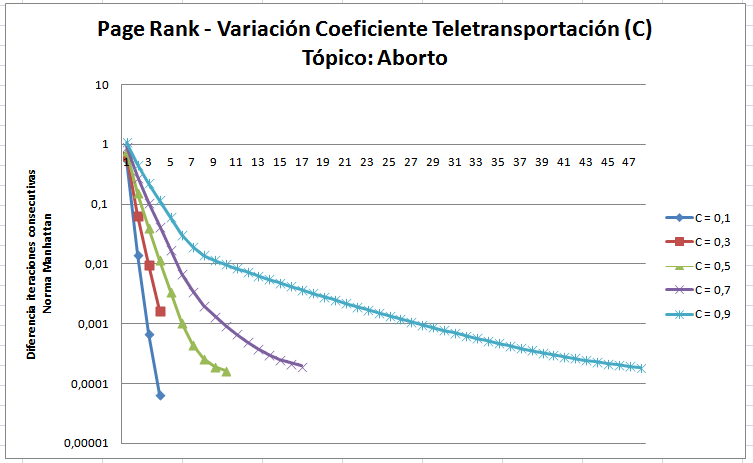 Page Rank - Variación Coeficiente Teletransportación (C)
Tópico: Aborto
Diferencia iteraciones consecutivas
Norma Manhattan
10
1
0,1
0,01
0,001
0,0001
0,00001
1 3 5 7 9 11 13 15 17 19 21 23 25 27 29 31 33 35 37 39 41 43 45 47
C = 0,1
C = 0,3
C = 0,5
C = 0,7
C = 0,9